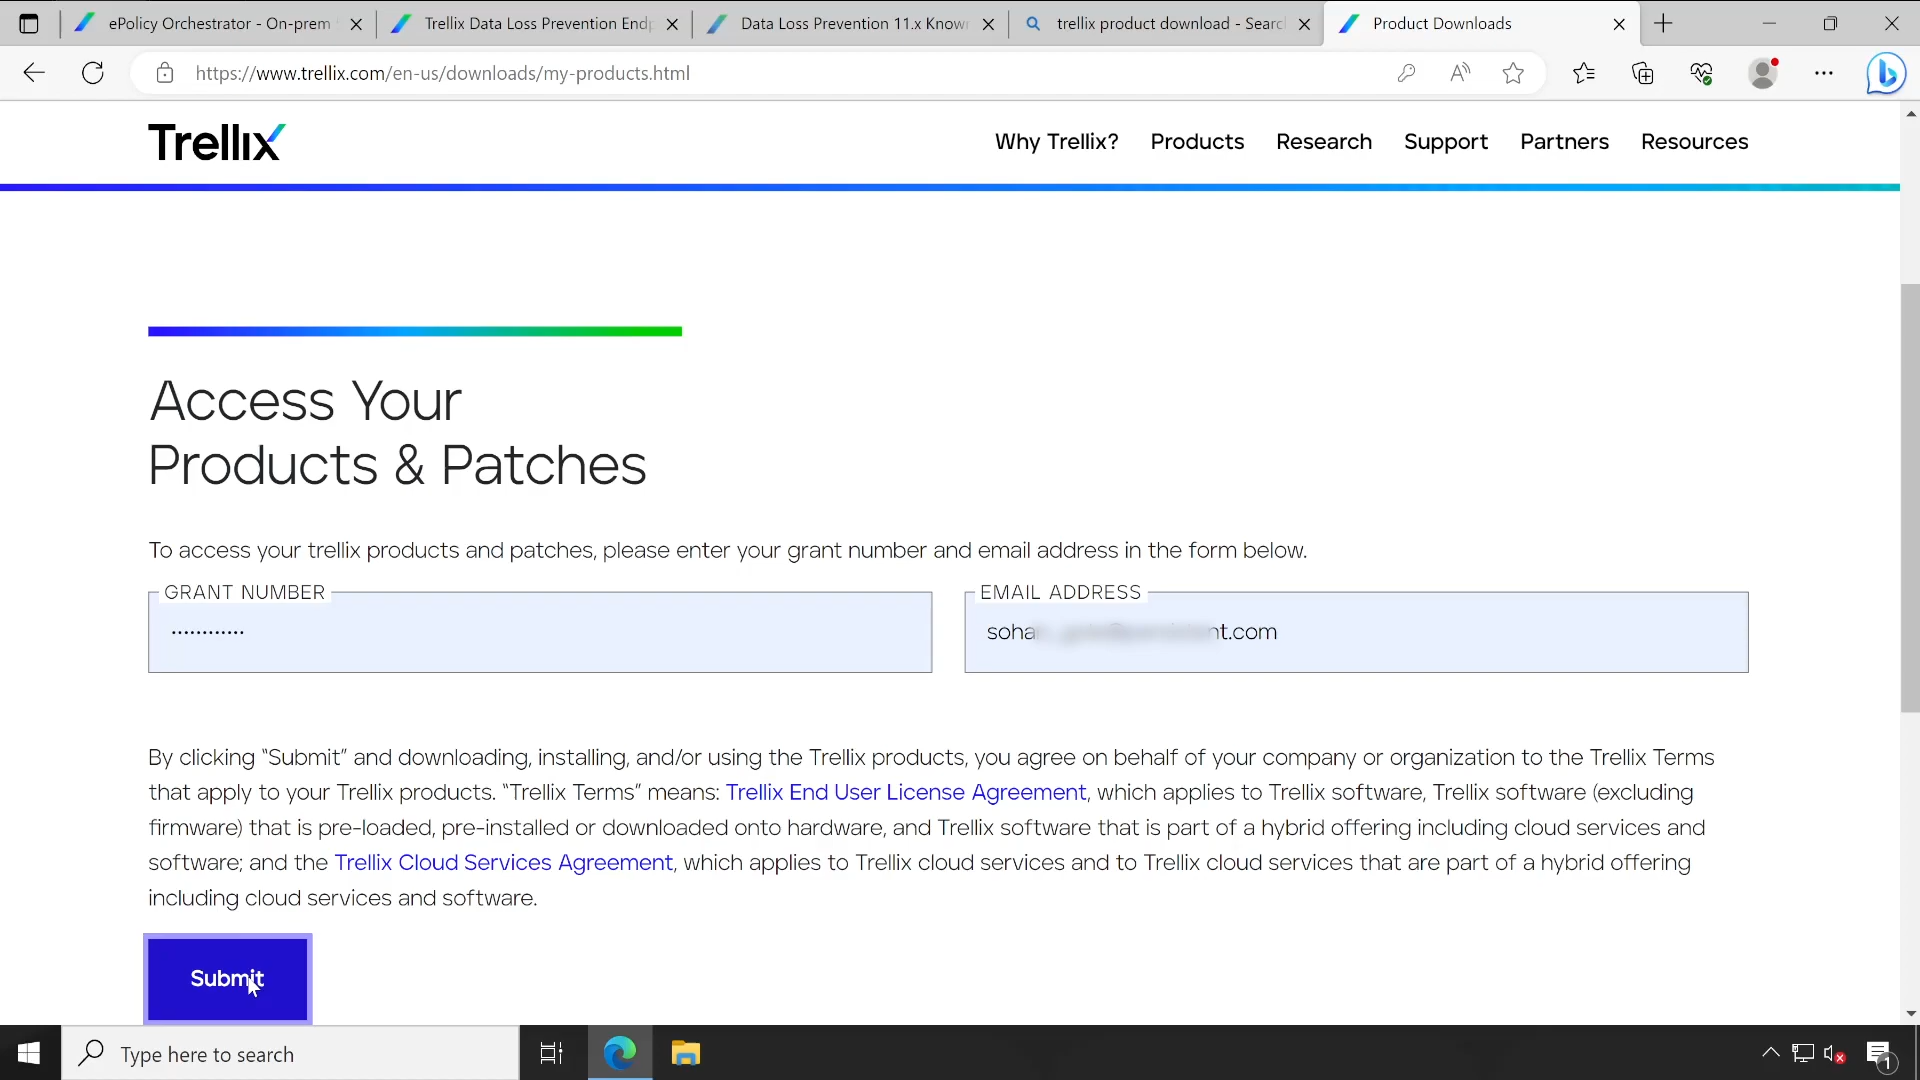 ePolicy Orchestrator - On-prem
Trellix Data Loss Prevention Endp
Data Loss Prevention 11.x Known
trellix product download - Searc
Product Downloads
https://www.trellix.com/en-us/downloads/my-products.html
Trellix
Why Trellix?
Products
Research
Support
Partners
Resources
Access Your
Products & Patches
To access your trellix products and patches, please enter your grant number and email address in the form below.
GRANT NUMBER
EMAIL ADDRESS
............
By clicking “Submit” and downloading, installing, and/or using the Trellix products, you agree on behalf of your company or organization to the Trellix Terms
that apply to your Trellix products. “Trellix Terms” means: Trellix End User License Agreement, which applies to Trellix software, Trellix software (excluding
firmware) that is pre-loaded, pre-installed or downloaded onto hardware, and Trellix software that is part of a hybrid offering including cloud services and
software; and the Trellix Cloud Services Agreement, which applies to Trellix cloud services and to Trellix cloud services that are part of a hybrid offering
including cloud services and software.
Submit
Type here to search
1